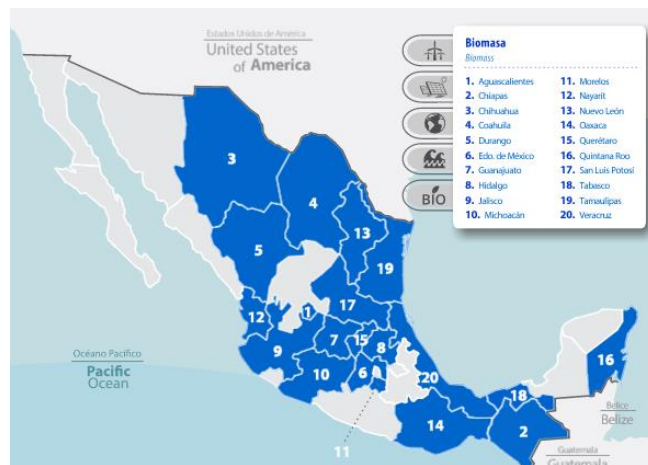 Estados Unidos de América
United States
of America
Biomasa
Biomass
1. Aguascalientes
2. Chiapas
3. Chihuahua
4. Coahuila
5. Durango
6. Edo. de México
7. Guanajuato
8. Hidalgo
9. Jalisco
10. Michoacán
11. Morelos
12. Nayarit
13. Nuevo León
14. Oaxaca
15. Querétaro
16. Quintana Roo
17. San Luis Potosí
18. Tabasco
19. Tamaulipas
20. Veracruz
BIO
3
4
13
5
19
17
1
12
7
15
8
9
10
6
20
16
18
14
2
11
Océano Pacífico
Pacific
Ocean
Belice
Belize
Guatemala
Guatemala